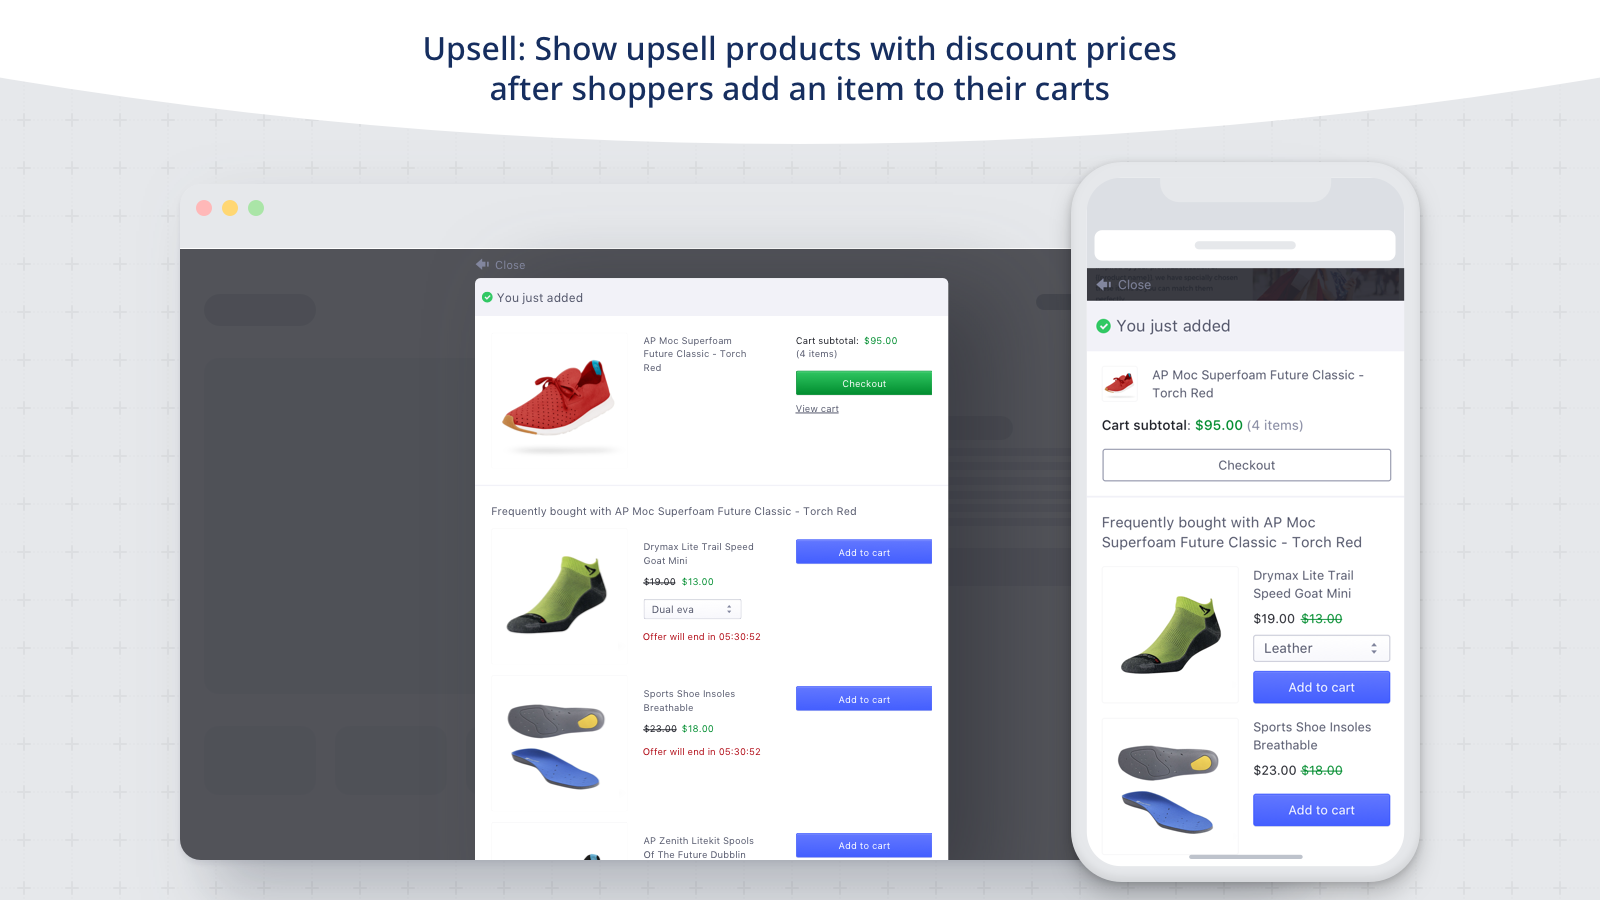 Upsell: Show upsell products with discount prices
after shoppers add an item to their carts
Close
You just added
AP Moc Superfoam
Future Classic - Torch
Red
Cart subtotal: $95.00
(4 items)
Checkout
View cart
Frequently bought with AP Moc Superfoam Future Classic - Torch Red
Drymax Lite Trail Speed
Goat Mini
$19.00 $13.00
Dual eva
Offer will end in 05:30:52
Add to cart
Sports Shoe Insoles
Breathable
$23.00 $18.00
Offer will end in 05:30:52
Add to cart
AP Zenith Litekit Spools
Of The Future Dubblin
Add to cart
Close
You just added
AP Moc Superfoam Future Classic -
Torch Red
Cart subtotal: $95.00 (4 items)
Checkout
Frequently bought with AP Moc
Superfoam Future Classic - Torch Red
Drymax Lite Trail
Speed Goat Mini
$19.00 $13.00
Leather
Add to cart
Sports Shoe Insoles
Breathable
$23.00 $18.00
Add to cart